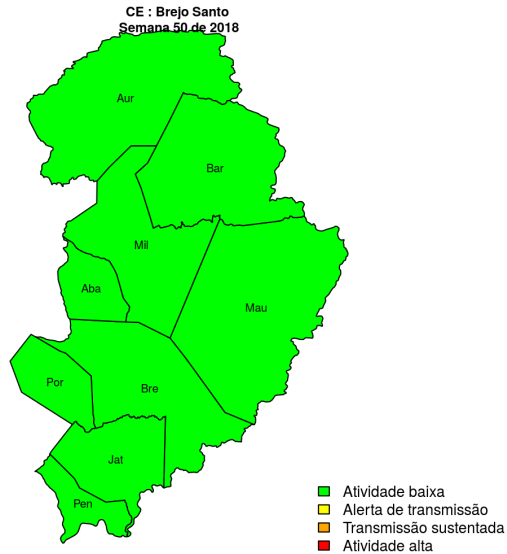 CE : Brejo Santo
Semana 50 de 2018
Aur
Bar
Mil
Aba
Mau
Por
Bre
Jat
Pen
Atividade baixa
Alerta de transmissão
Transmissão sustentada
Atividade alta